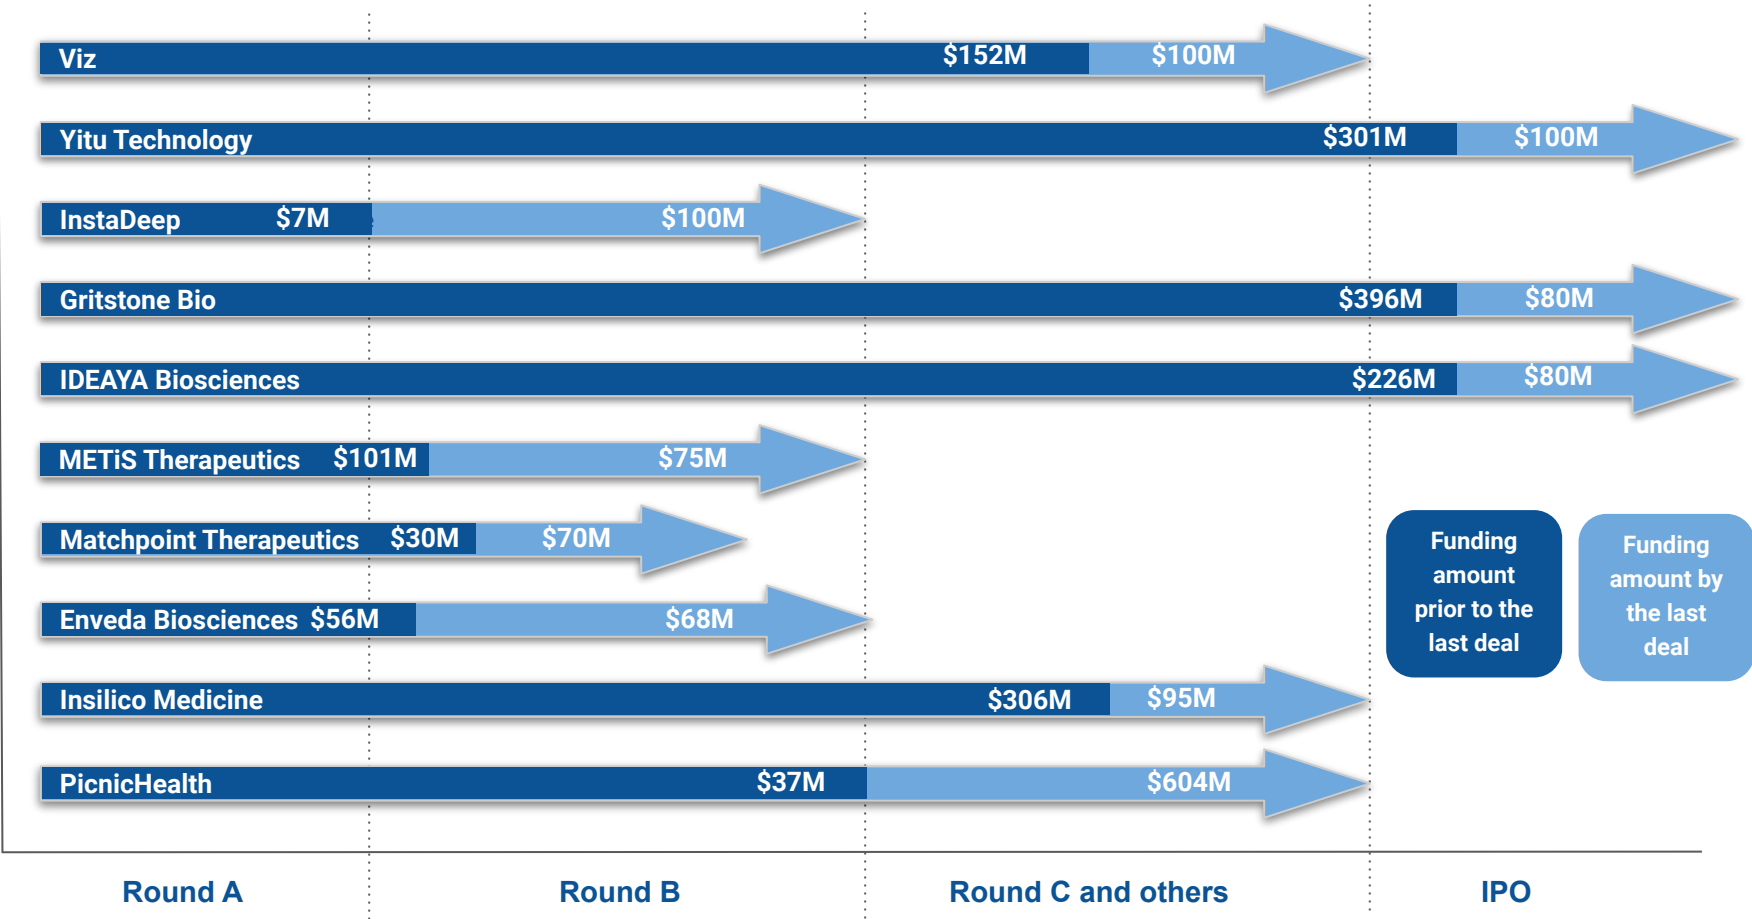 Viz $152M $100M
Yitu Technology $301M $100M
InstaDeep $7M $100M
Gritstone Bio $396M $80M
IDEAYA Biosciences $226M $80M
METiS Therapeutics $101M $75M
Matchpoint Therapeutics $30M $70M
Enveda Biosciences $56M $68M
Insilico Medicine $306M $95M
PicnicHealth $37M $604M
Funding
amount
prior to the
last deal
Funding
amount by
the last
deal
Round A Round B Round C and others IPO